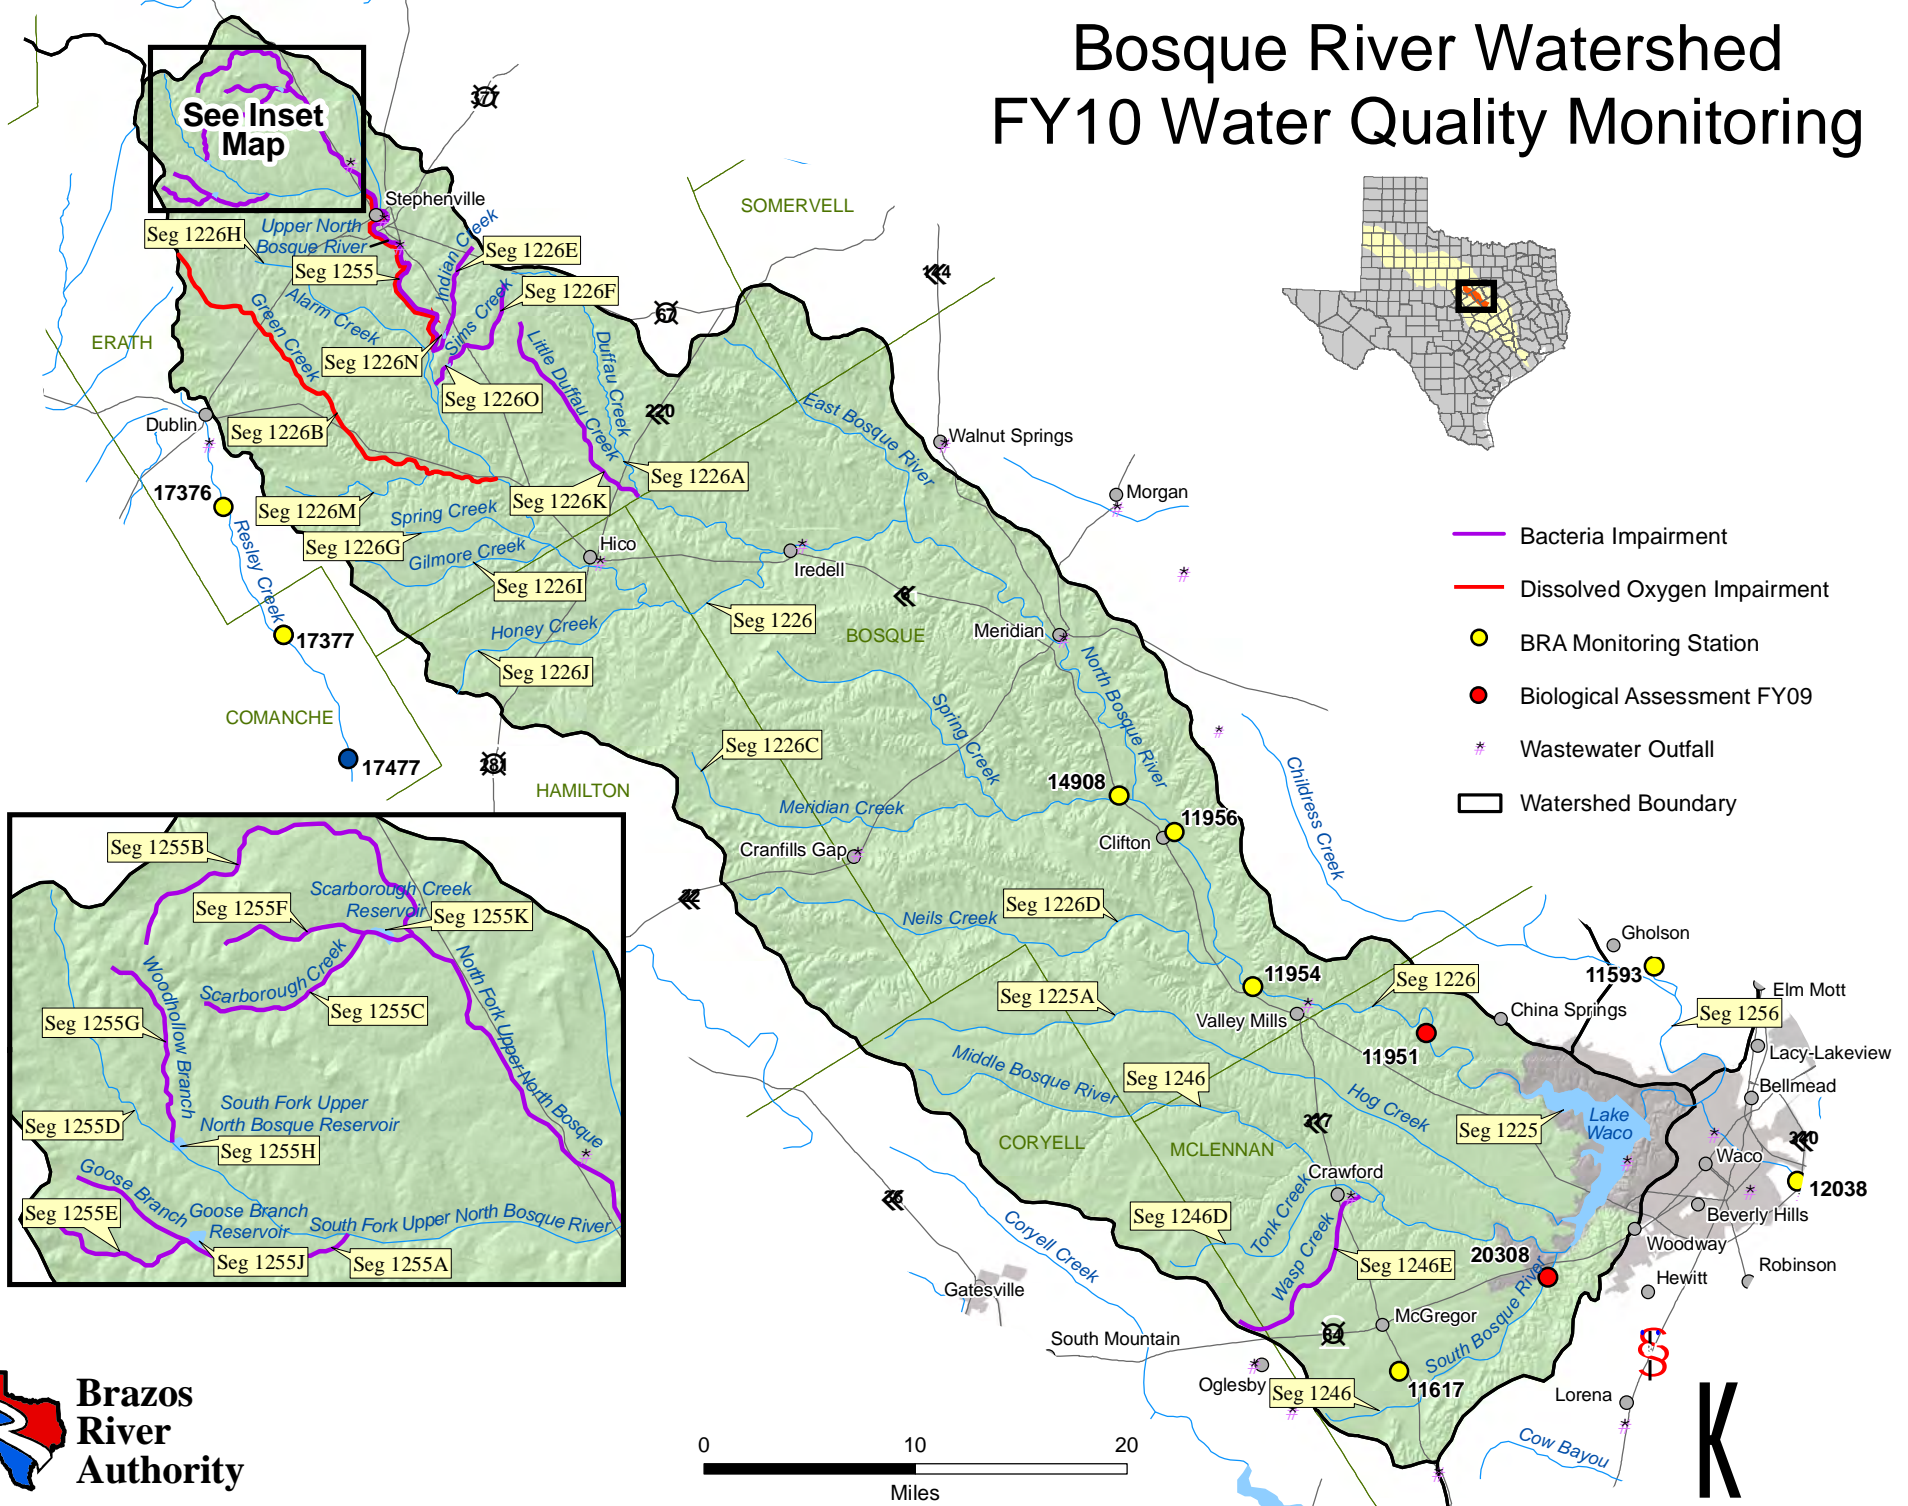 Bosque River Watershed
FY10 Water Quality Monitoring
See Inset
Map
377
Stephenville
SOMERVELL
Upper North
Bosque River
Seg 1226H
Seg 1255
Indian Creek
Seg 1226E
Seg 1226F
144
67
Alarm Creek
Green Creek
Sims Creek
ERATH
Seg 1226N
Seg 1226O
Little Duffau Creek
Duffau Creek
220
East Bosque River
Dublin
Seg 1226B
Walnut Springs
Seg 1226A
Seg 1226K
Morgan
17376
Seg 1226M
Spring Creek
Resley Creek
Seg 1226G
Gilmore Creek
Hico
Iredell
Seg 1226I
6
Seg 1226
17377
Honey Creek
BOSQUE
Meridian
Seg 1226J
North Bosque River
COMANCHE
Spring Creek
Seg 1226C
17477
281
HAMILTON
Meridian Creek
14908
11956
Clifton
Childress Creek
Cranfills Gap
22
Neils Creek
Seg 1226D
11954
Seg 1226
Gholson
11593
Elm Mott
Seg 1225A
Valley Mills
China Springs
Seg 1256
11951
Lacy-Lakeview
Middle Bosque River
Seg 1246
Bellmead
317
Hog Creek
Seg 1225
Lake
Waco
340
CORYELL
MCLENNAN
Waco
Crawford
12038
36
Coryell Creek
Seg 1246D
Tonk Creek
Beverly Hills
Wasp Creek
20308
Woodway
Seg 1246E
Robinson
Hewitt
Gatesville
McGregor
South Bosque River
South Mountain
84
Oglesby
Seg 1246
11617
Lorena
Cow Bayou
Bacteria Impairment
Dissolved Oxygen Impairment
BRA Monitoring Station
Biological Assessment FY09
Wastewater Outfall
Watershed Boundary
Seg 1255B
Scarborough Creek
Reservoir
Seg 1255F
Seg 1255K
Woodhollow Branch
Scarborough Creek
North Fork Upper North Bosque
Seg 1255G
Seg 1255C
South Fork Upper
North Bosque Reservoir
Seg 1255D
Seg 1255H
Goose Branch
Goose Branch
Reservoir
Seg 1255E
South Fork Upper North Bosque River
Seg 1255J
Seg 1255A
Brazos
River
Authority
0 10 20
Miles
K